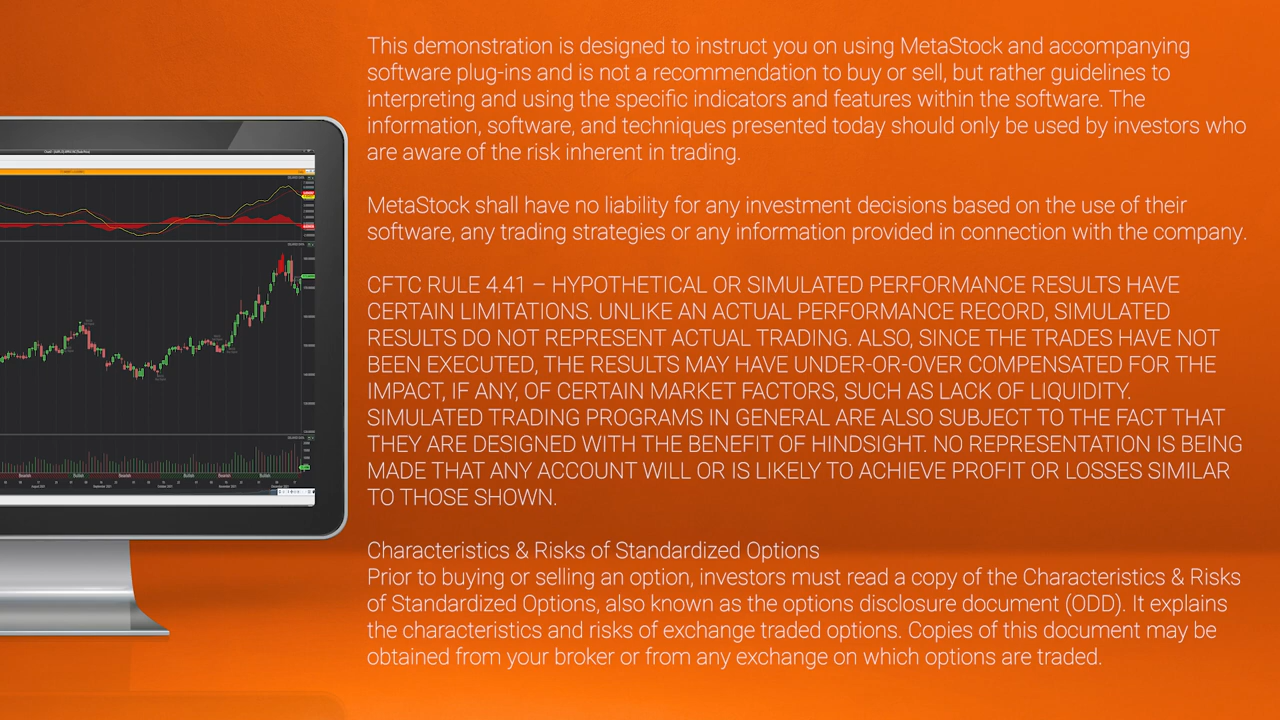 This demonstration is designed to instruct you on using MetaStock and accompanying
software plug-ins and is not a recommendation to buy or sell, but rather guidelines to
interpreting and using the specific indicators and features within the software. The
information, software, and techniques presented today should only be used by investors who
are aware of the risk inherent in trading.
MetaStock shall have no liability for any investment decisions based on the use of their
software, any trading strategies or any information provided in connection with the company.
CFTC RULE 4.41 – HYPOTHETICAL OR SIMULATED PERFORMANCE RESULTS HAVE
CERTAIN LIMITATIONS. UNLIKE AN ACTUAL PERFORMANCE RECORD, SIMULATED
RESULTS DO NOT REPRESENT ACTUAL TRADING. ALSO, SINCE THE TRADES HAVE NOT
BEEN EXECUTED, THE RESULTS MAY HAVE UNDER-OR-OVER COMPENSATED FOR THE
IMPACT, IF ANY, OF CERTAIN MARKET FACTORS, SUCH AS LACK OF LIQUIDITY.
SIMULATED TRADING PROGRAMS IN GENERAL ARE ALSO SUBJECT TO THE FACT THAT
THEY ARE DESIGNED WITH THE BENEFIT OF HINDSIGHT. NO REPRESENTATION IS BEING
MADE THAT ANY ACCOUNT WILL OR IS LIKELY TO ACHIEVE PROFIT OR LOSSES SIMILAR
TO THOSE SHOWN.
Characteristics & Risks of Standardized Options
Prior to buying or selling an option, investors must read a copy of the Characteristics & Risks
of Standardized Options, also known as the options disclosure document (ODD). It explains
the characteristics and risks of exchange traded options. Copies of this document may be
obtained from your broker or from any exchange on which options are traded.